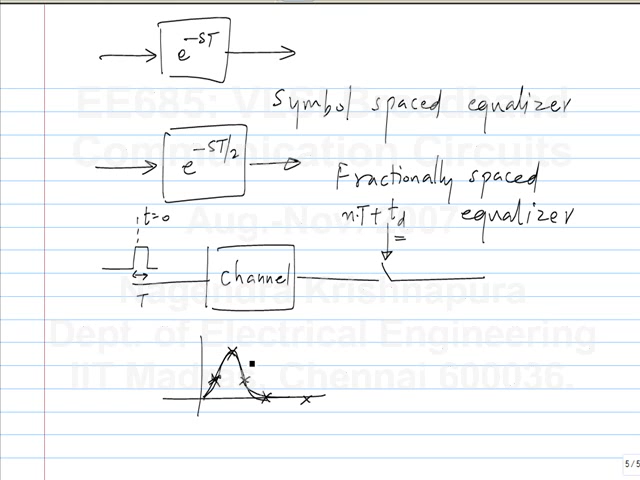 e^-ST
Symbol spaced equalizer
e^-ST/2
Fractionally spaced
equalizer
t=0
nT + t_d
T
Channel
EE685: VLSI Broadband
Communication Circuits
Aug.-Nov. 2007
Nagendra Krishnapura
Dept. of Electrical Engineering
IIT Madras, Chennai 600036
5/5